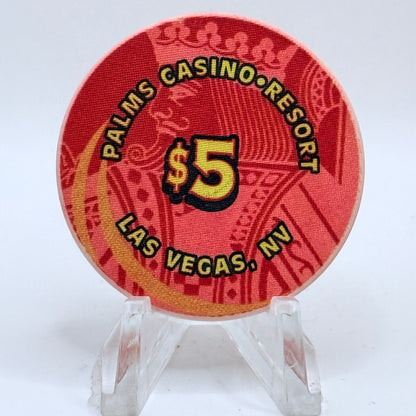 PALMS CASINO•RESORT
$5
LAS VEGAS, NV